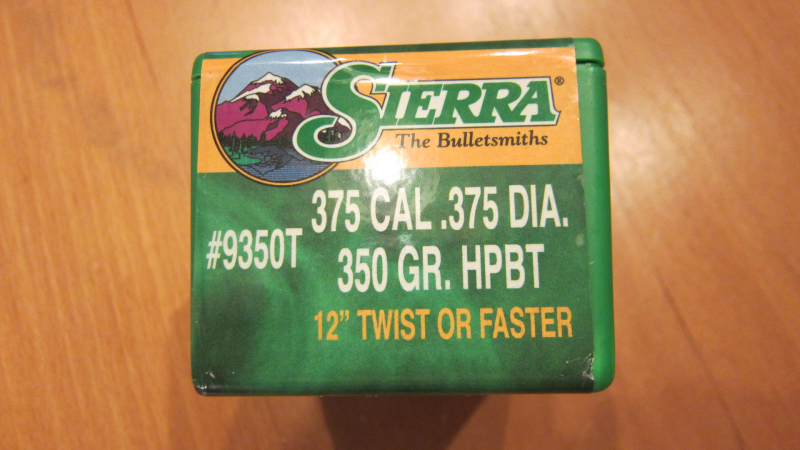 SIERRA®
The Bulletsmiths
375 CAL .375 DIA.
#9350T
350 GR. HPBT
12” TWIST OR FASTER